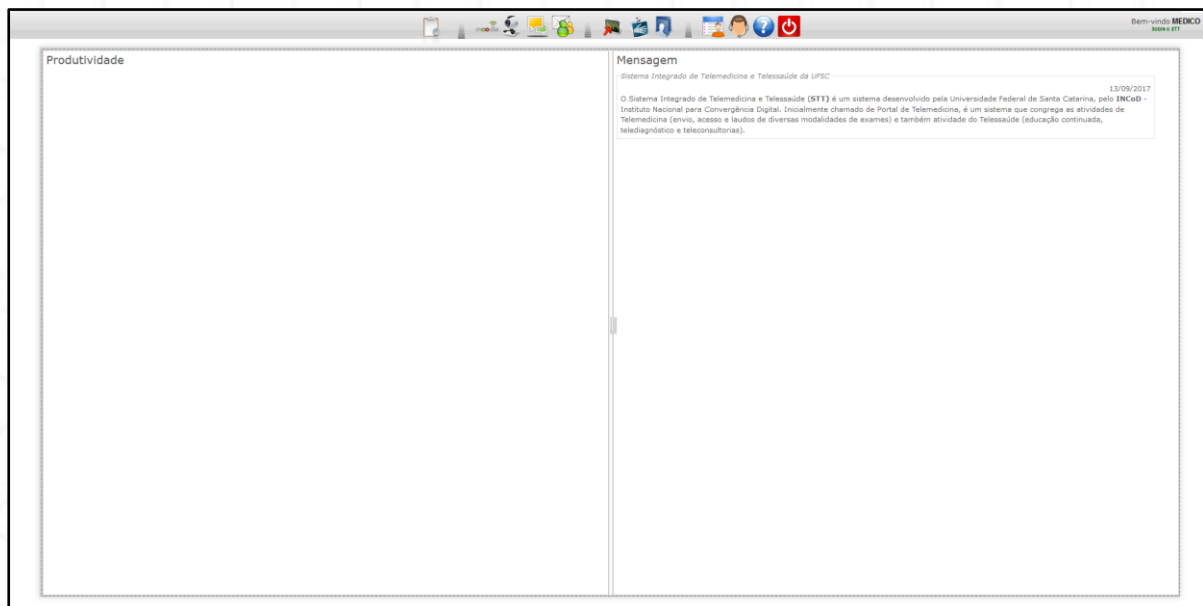 moodle
Bem-vindo MEDICO
Sobre o STT
Produtividade
Mensagem
Sistema Integrado de Telemedicina e Telessaúde da UFSC
13/09/2017
O Sistema Integrado de Telemedicina e Telessaúde (STT) é um sistema desenvolvido pela Universidade Federal de Santa Catarina, pelo INCoD -
Instituto Nacional para Convergência Digital. Inicialmente chamado de Portal de Telemedicina, é um sistema que congrega as atividades de
Telemedicina (envio, acesso e laudos de diversas modalidades de exames) e também atividade do Telessaúde (educação continuada,
telediagnóstico e teleconsultorias).